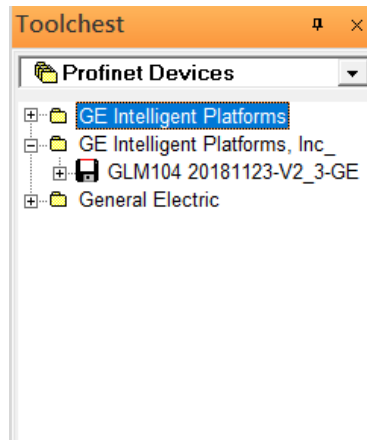 Toolchest
Profinet Devices
GE Intelligent Platforms
GE Intelligent Platforms, Inc_
GLM104 20181123-V2_3-GE
General Electric